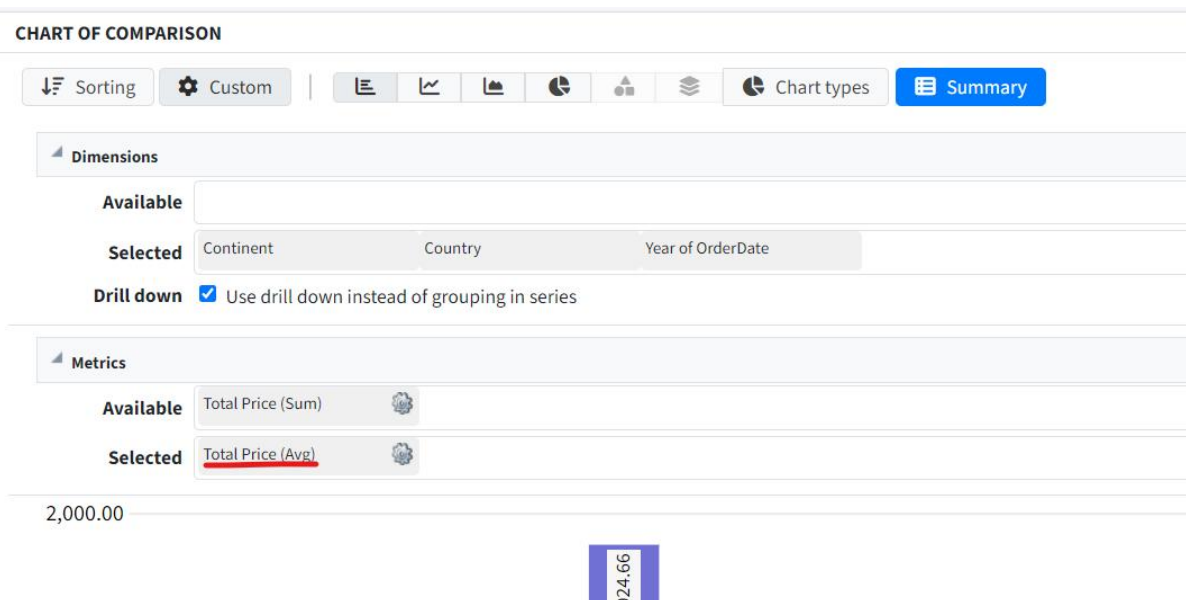 CHART OF COMPARISON
Sorting Custom Chart types Summary
Dimensions
Available
Selected Continent Country Year of OrderDate
Drill down Use drill down instead of grouping in series
Metrics
Available Total Price (Sum)
Selected Total Price (Avg)
2,000.00